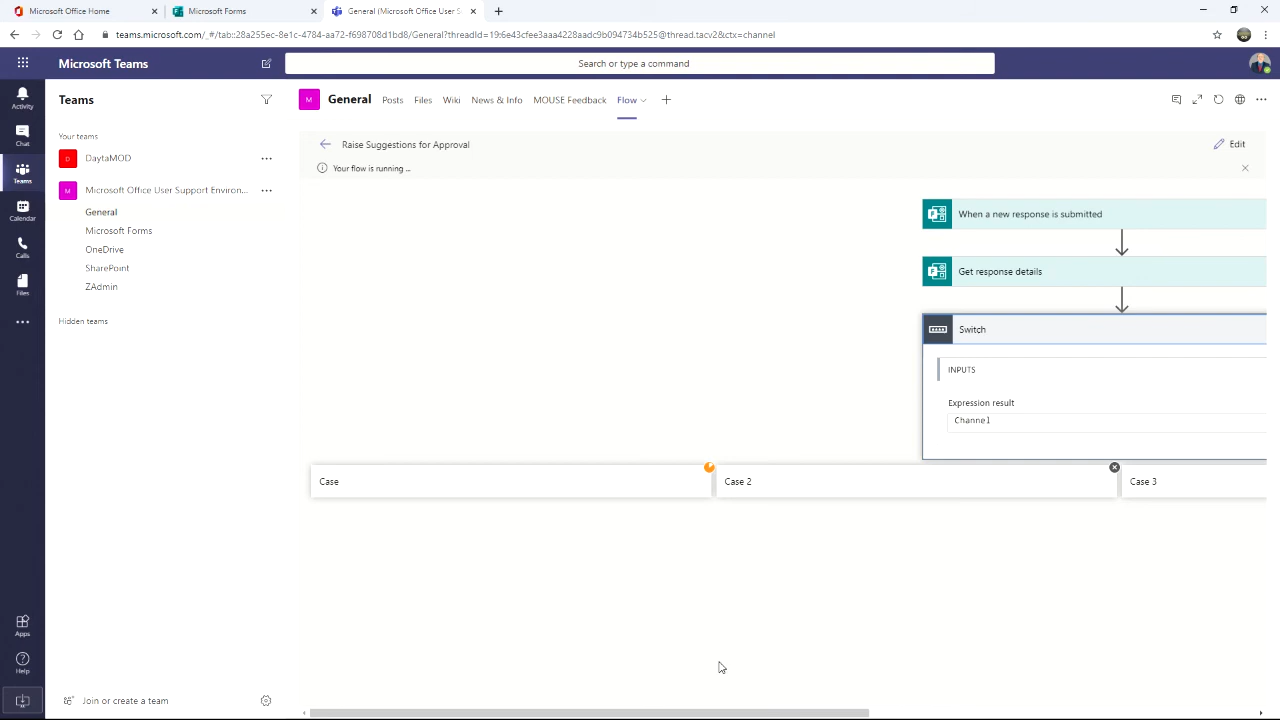 Microsoft Office Home
Microsoft Forms
General (Microsoft Office User S
teams.microsoft.com/_#/tab::28a255ec-8e1c-4784-aa72-f698708d1bd8/General?threadId=19:6e43cfee3aaa4228aadc9b094734b525@thread.tacv2&ctx=channel
Microsoft Teams
Search or type a command
Activity
Chat
Teams
Calendar
Calls
Files
Apps
Help
Teams
Your teams
D DaytaMOD
M Microsoft Office User Support Environ...
General
Microsoft Forms
OneDrive
SharePoint
ZAdmin
Hidden teams
Join or create a team
M General Posts Files Wiki News & Info MOUSE Feedback Flow
Raise Suggestions for Approval
Edit
Your flow is running ...
When a new response is submitted
Get response details
Switch
INPUTS
Expression result
Channel
Case
Case 2
Case 3